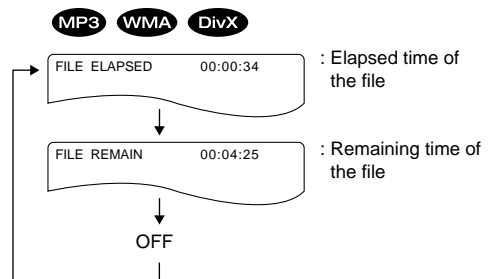 MP3 WMA DivX
FILE ELAPSED 00:00:34
: Elapsed time of
the file
FILE REMAIN 00:04:25
: Remaining time of
the file
OFF